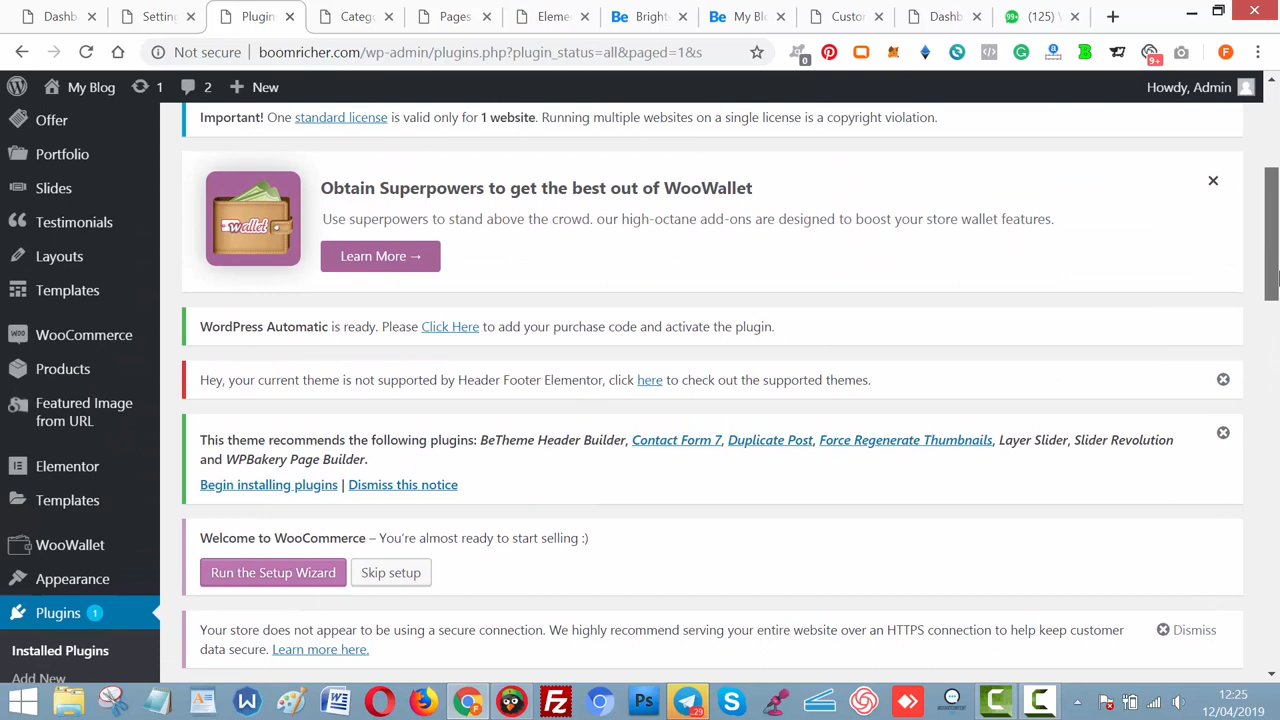 Dashb.
Setting
Plugin
Catego
Pages
Elemen
Be Bright
Be My Blo
Custor
Dashb
(125) W
Not secure boomricher.com/wp-admin/plugins.php?plugin_status=all&paged=1&s
0
9+
F
My Blog
1
2
New
Howdy, Admin
Offer
Portfolio
Slides
Testimonials
Layouts
Templates
WooCommerce
Products
Featured Image
from URL
Elementor
Templates
WooWallet
Appearance
Plugins 1
Installed Plugins
Add New
Important! One standard license is valid only for 1 website. Running multiple websites on a single license is a copyright violation.
wallet
Obtain Superpowers to get the best out of WooWallet
Use superpowers to stand above the crowd. our high-octane add-ons are designed to boost your store wallet features.
Learn More →
WordPress Automatic is ready. Please Click Here to add your purchase code and activate the plugin.
Hey, your current theme is not supported by Header Footer Elementor, click here to check out the supported themes.
This theme recommends the following plugins: BeTheme Header Builder, Contact Form 7, Duplicate Post, Force Regenerate Thumbnails, Layer Slider, Slider Revolution
and WPBakery Page Builder.
Begin installing plugins | Dismiss this notice
Welcome to WooCommerce – You're almost ready to start selling :)
Run the Setup Wizard
Skip setup
Your store does not appear to be using a secure connection. We highly recommend serving your entire website over an HTTPS connection to help keep customer
data secure. Learn more here.
Dismiss
12:25
12/04/2019